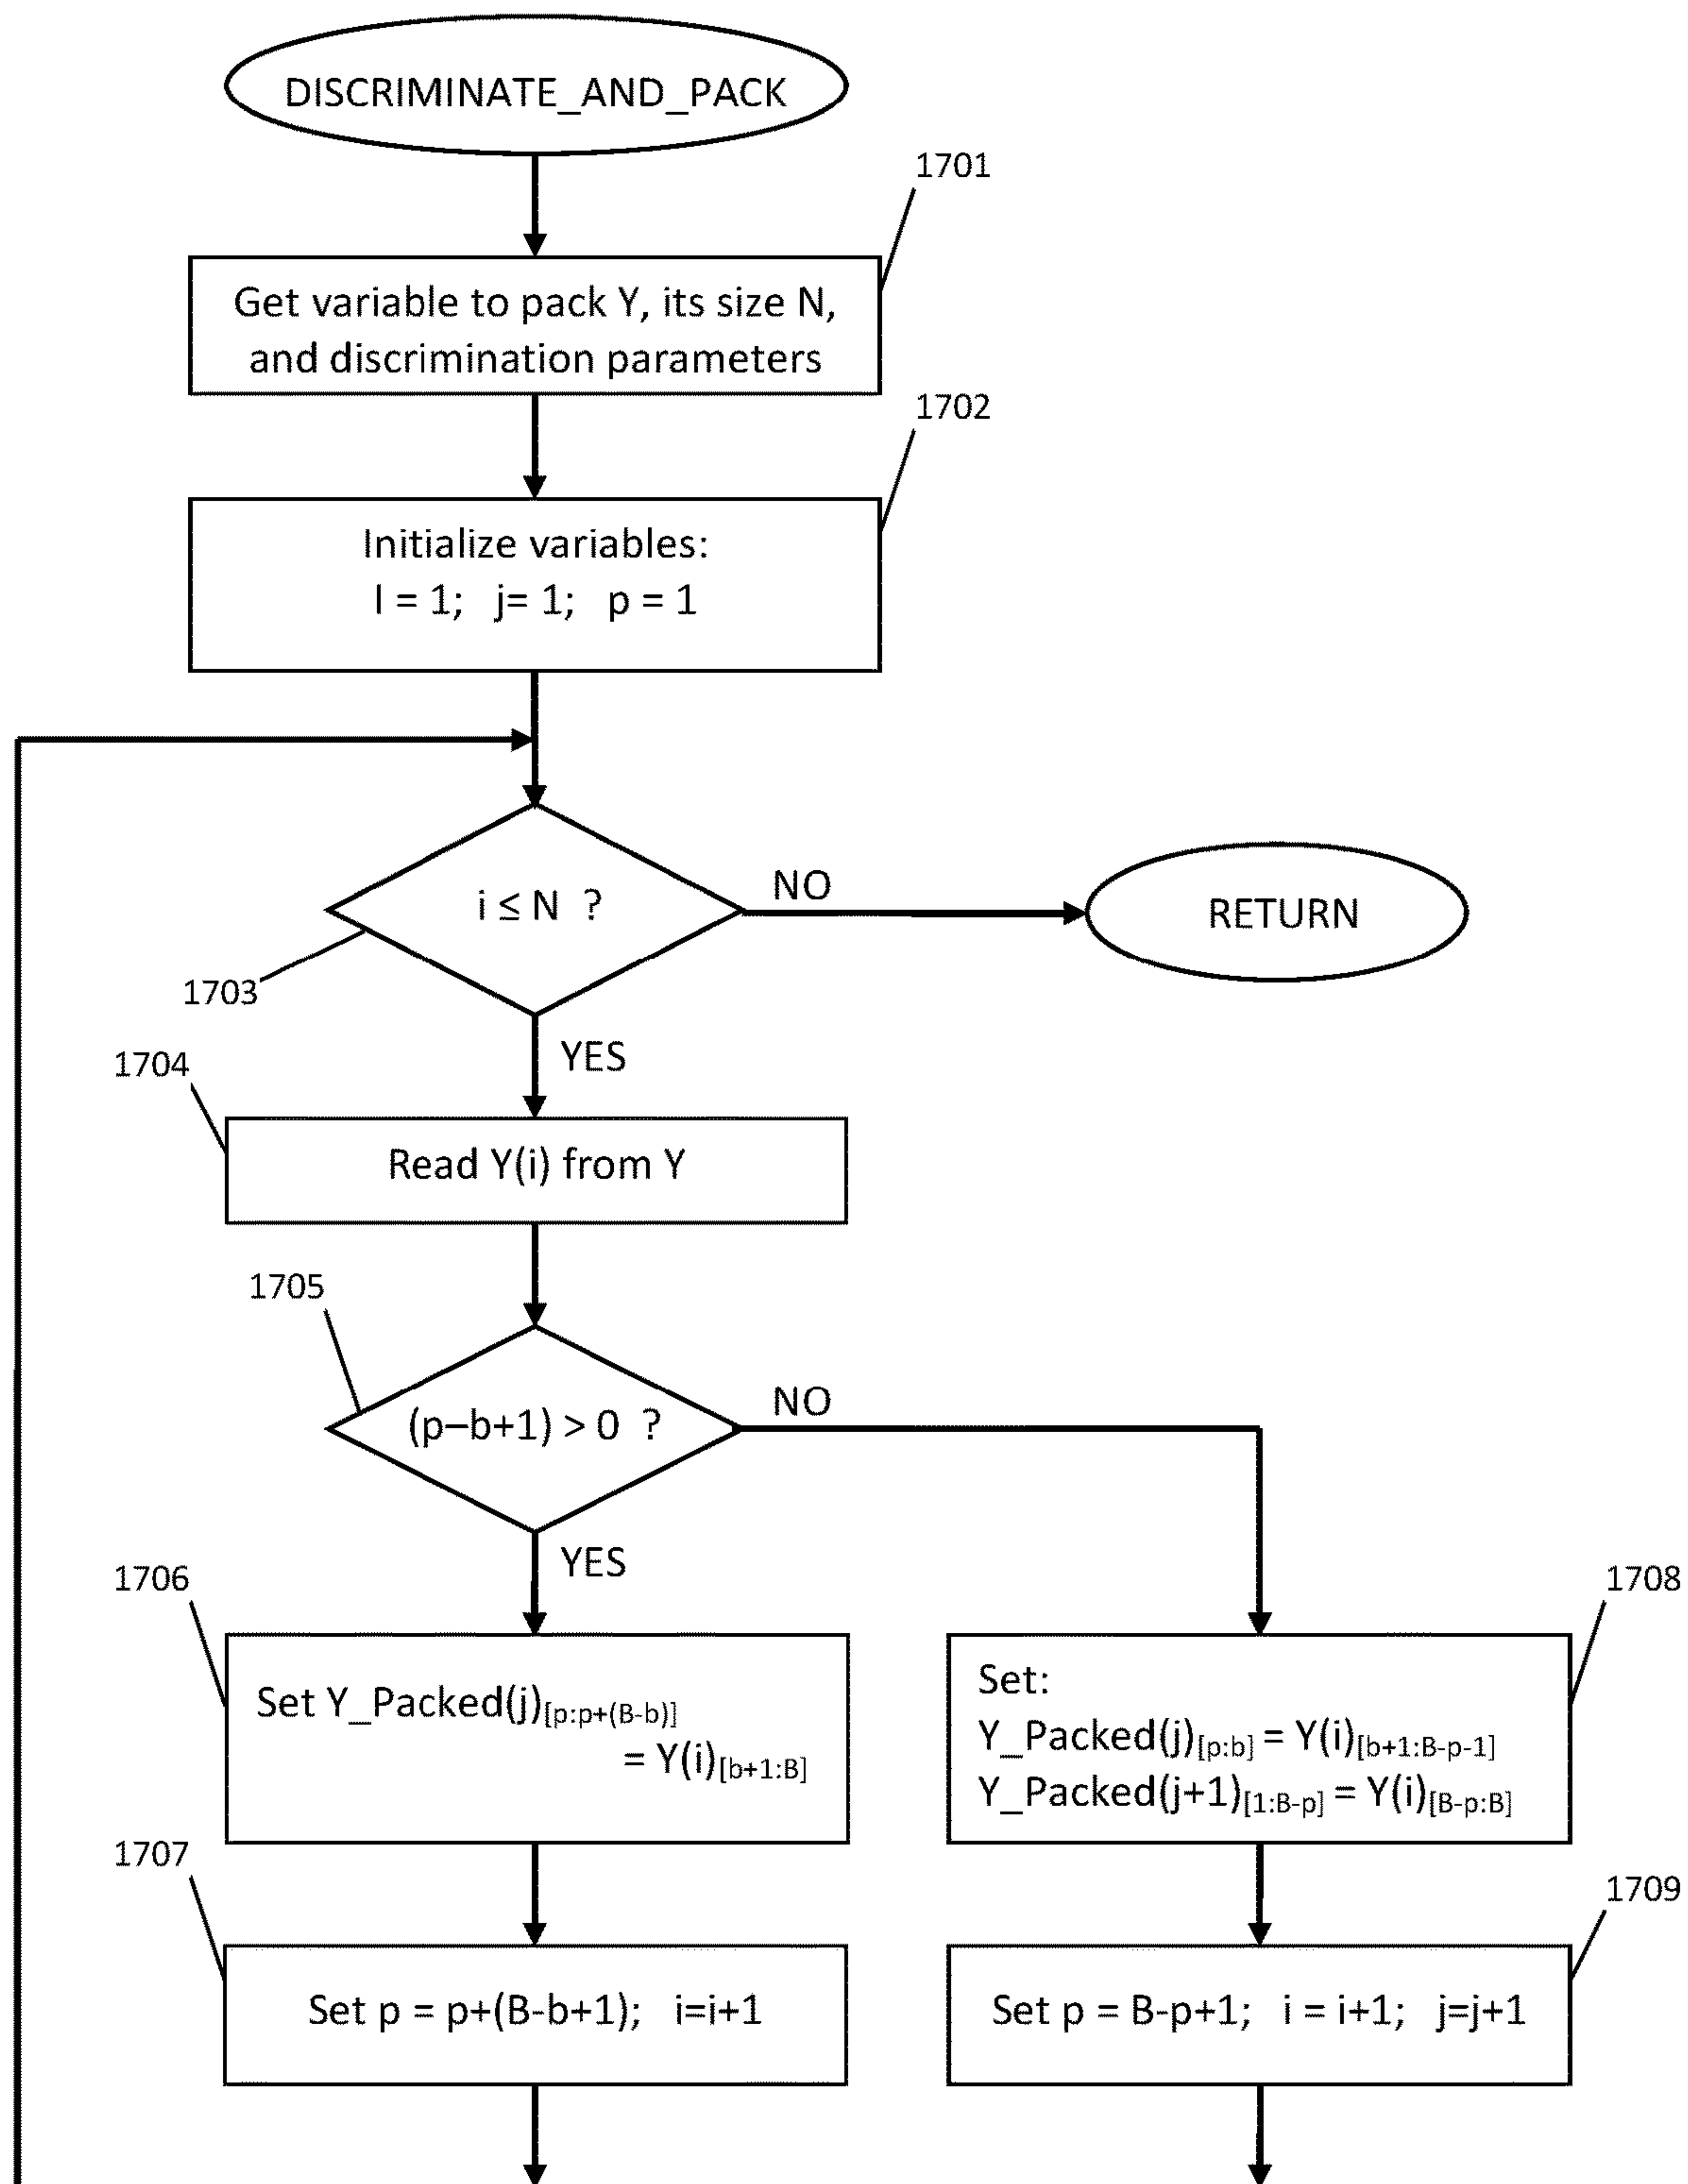 DISCRIMINATE_AND_PACK
1701
Get variable to pack Y, its size N,
and discrimination parameters
1702
Initialize variables:
I = 1; j= 1; p = 1
i ≤ N ?
NO
RETURN
1703
YES
1704
Read Y(i) from Y
1705
(p–b+1) > 0 ?
NO
YES
1706
Set Y_Packed(j)[p:p+(B-b)]
= Y(i)[b+1:B]
1708
Set:
Y_Packed(j)[p:b] = Y(i)[b+1:B-p-1]
Y_Packed(j+1)[1:B-p] = Y(i)[B-p:B]
1707
Set p = p+(B-b+1); i=i+1
1709
Set p = B-p+1; i = i+1; j=j+1